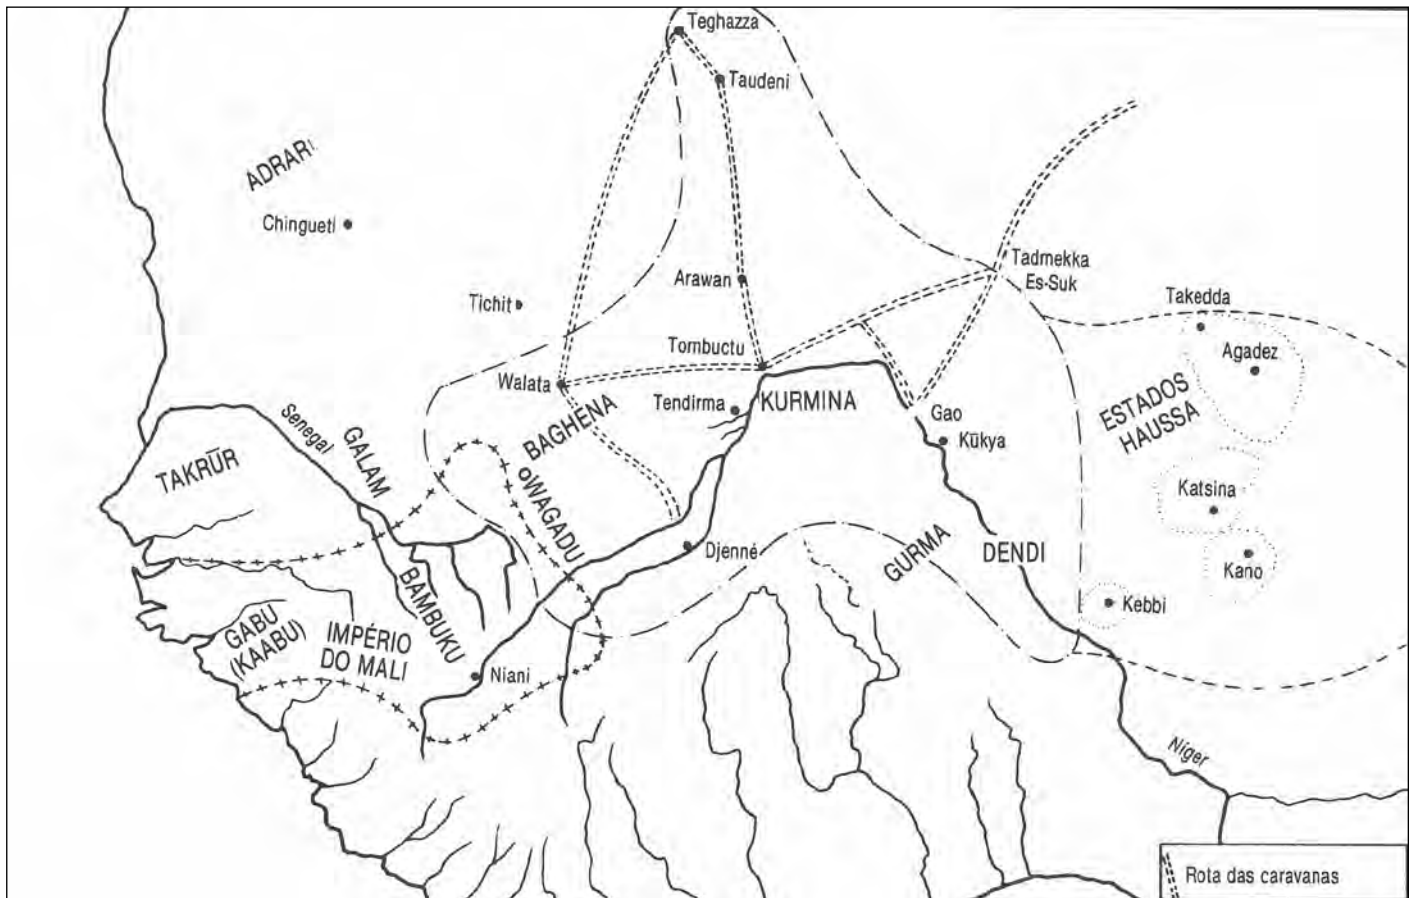 Teghazza
Taudeni
ADRAR
Chingueti
Tadmekka
Es-Suk
Arawan
Tichit
Takedda
Tombuctu
Agadez
Walata
ESTADOS
HAUSSA
Tendirma
KURMINA
Gao
Kūkya
BAGHENA
Senegal
GALAM
TAKRŪR
WAGADU
Katsina
Djenné
GURMA
DENDI
Kano
BAMBUKU
Kebbi
GABU
(KAABU)
IMPÉRIO
DO MALI
Niani
Níger
Rota das caravanas